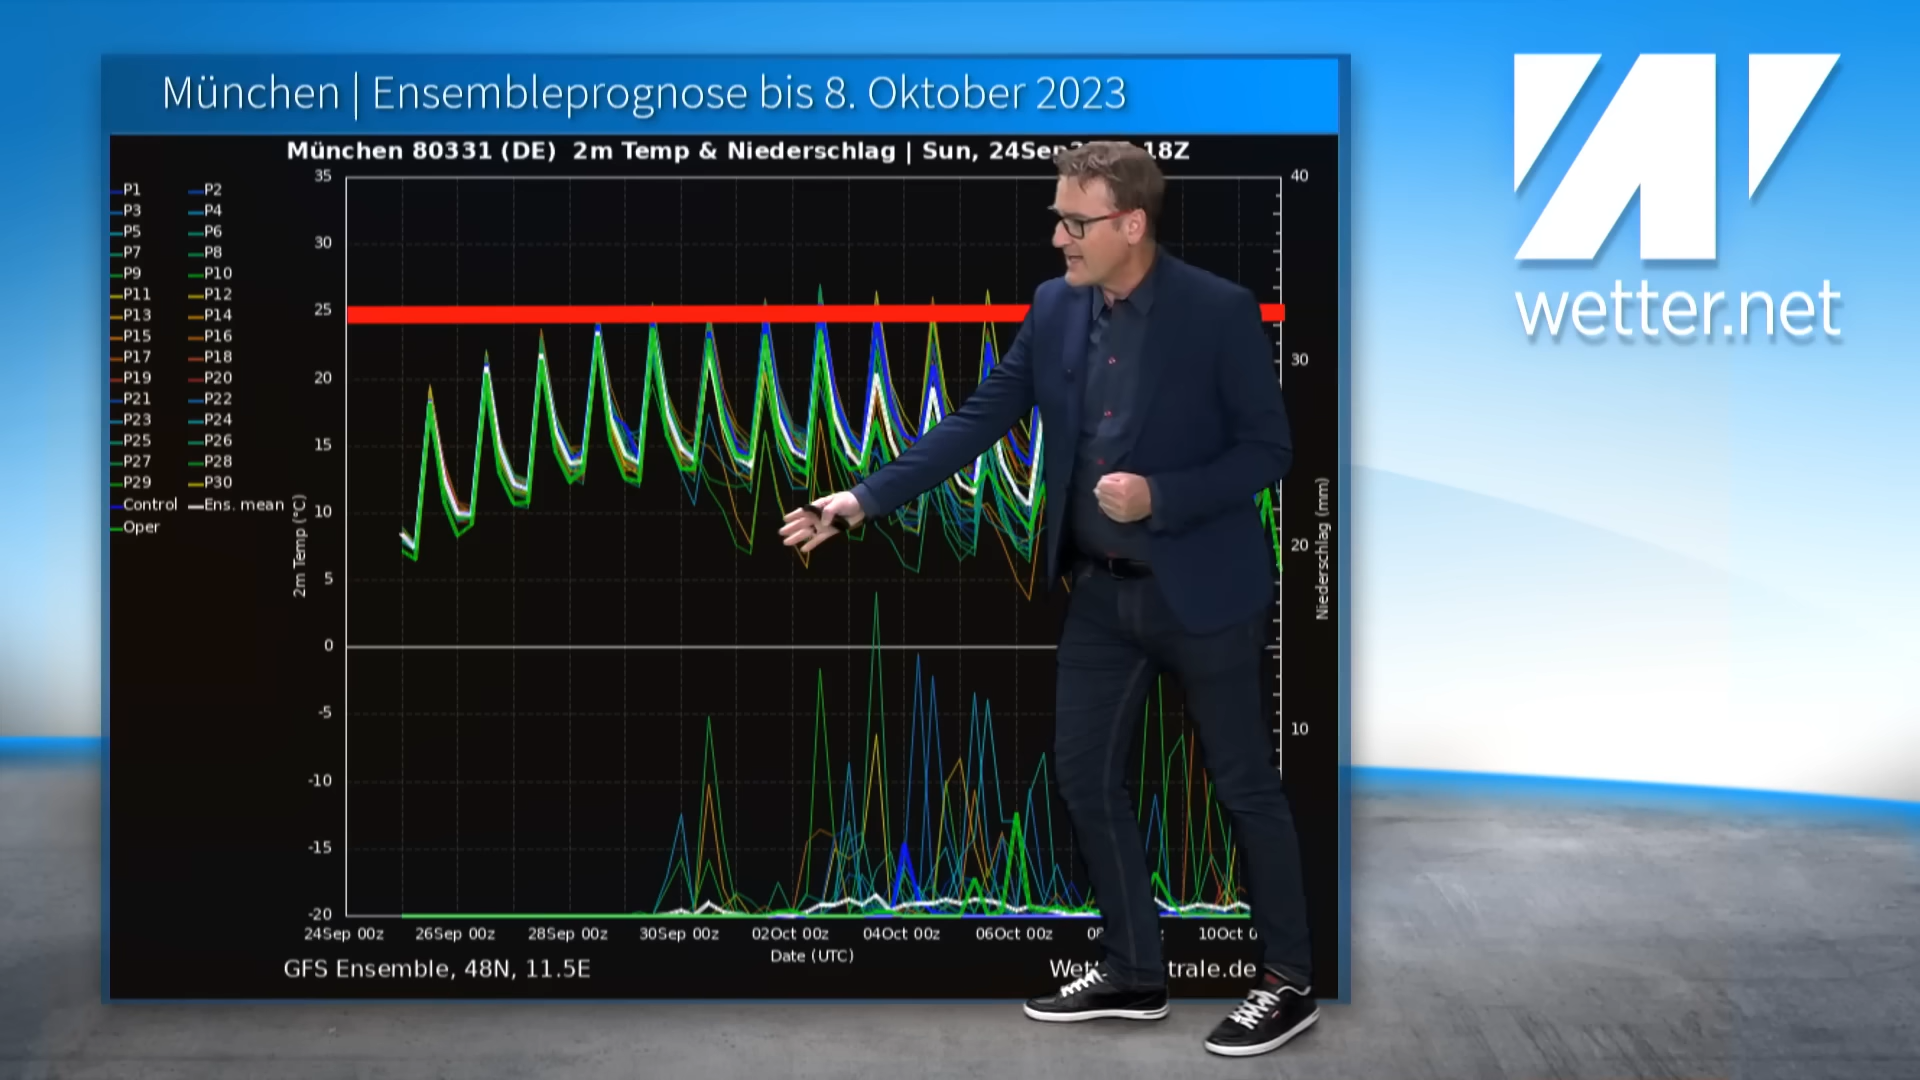 München | Ensembleprognose bis 8. Oktober 2023
wetter.net
München 80331 (DE) 2m Temp & Niederschlag | Sun, 24Sep 18Z
P1 P2
P3 P4
P5 P6
P7 P8
P9 P10
P11 P12
P13 P14
P15 P16
P17 P18
P19 P20
P21 P22
P23 P24
P25 P26
P27 P28
P29 P30
Control Ens. mean
Oper
2m Temp (°C)
35
30
25
20
15
10
5
0
-5
-10
-15
-20
40
30
20
10
Niederschlag (mm)
24Sep 00z 26Sep 00z 28Sep 00z 30Sep 00z 02Oct 00z 04Oct 00z 06Oct 00z 10Oct
Date (UTC)
GFS Ensemble, 48N, 11.5E